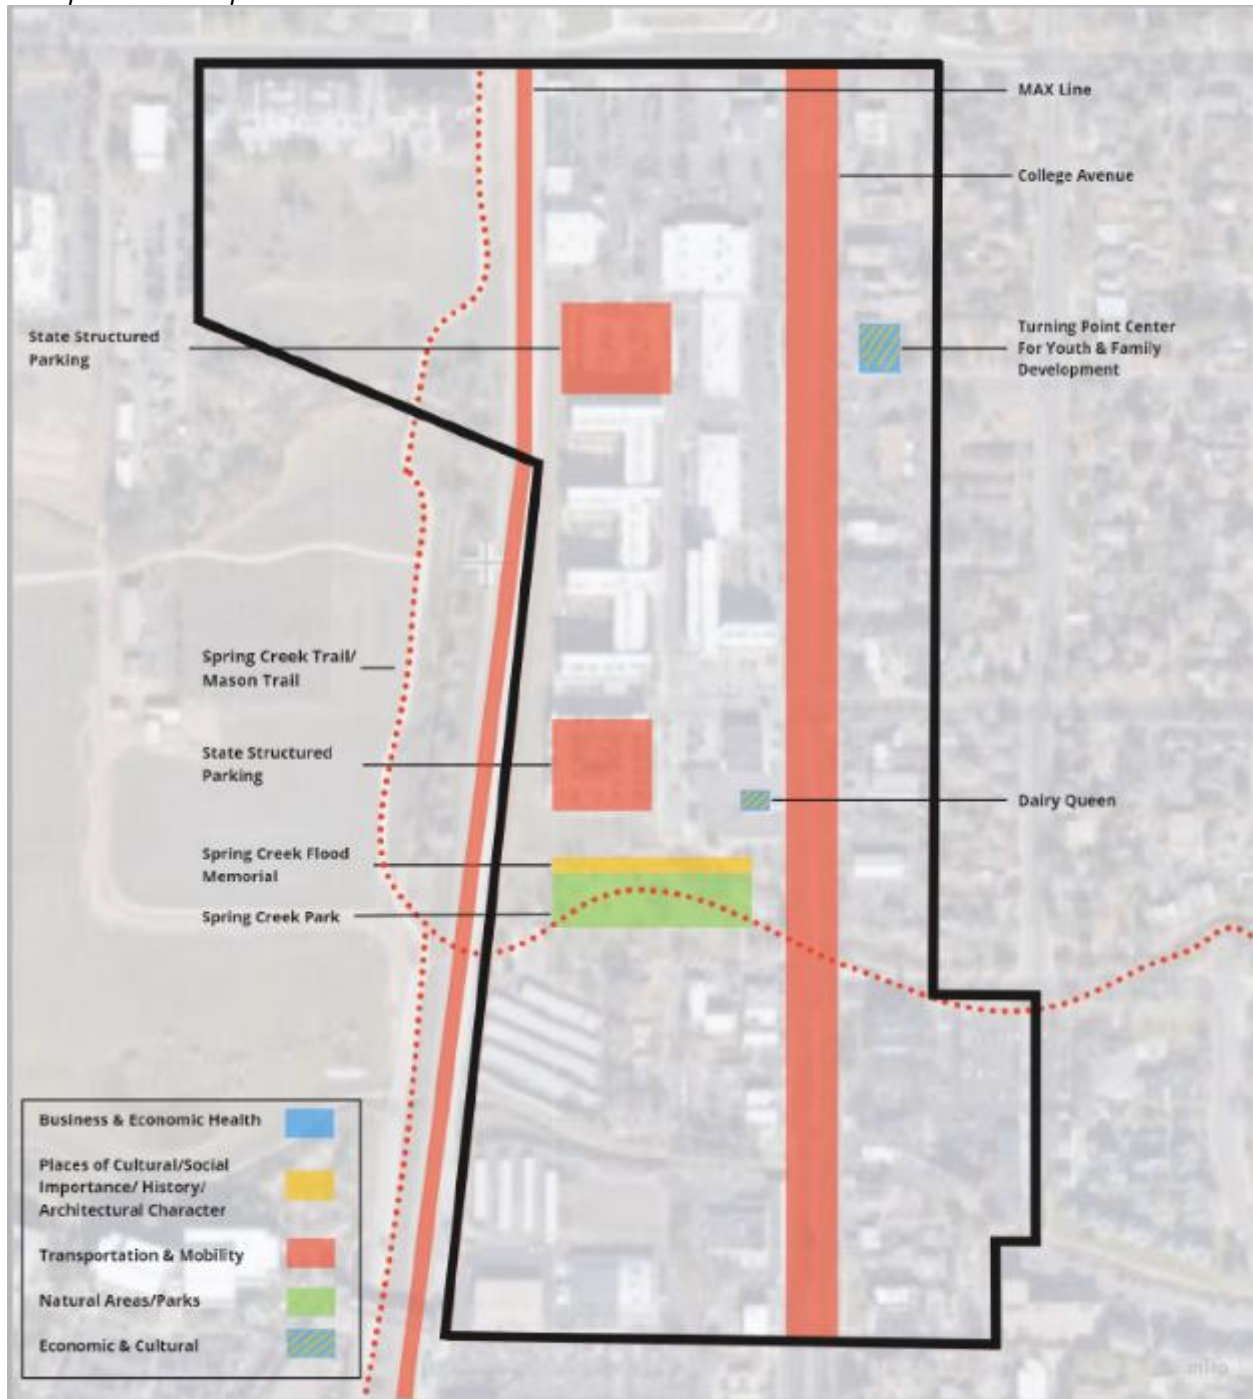 MAX Line
College Avenue
State Structured
Parking
Turning Point Center
For Youth & Family
Development
Spring Creek Trail/
Mason Trail
State Structured
Parking
Dairy Queen
Spring Creek Flood
Memorial
Spring Creek Park
Business & Economic Health
Places of Cultural/Social
Importance/ History/
Architectural Character
Transportation & Mobility
Natural Areas/Parks
Economic & Cultural
miro